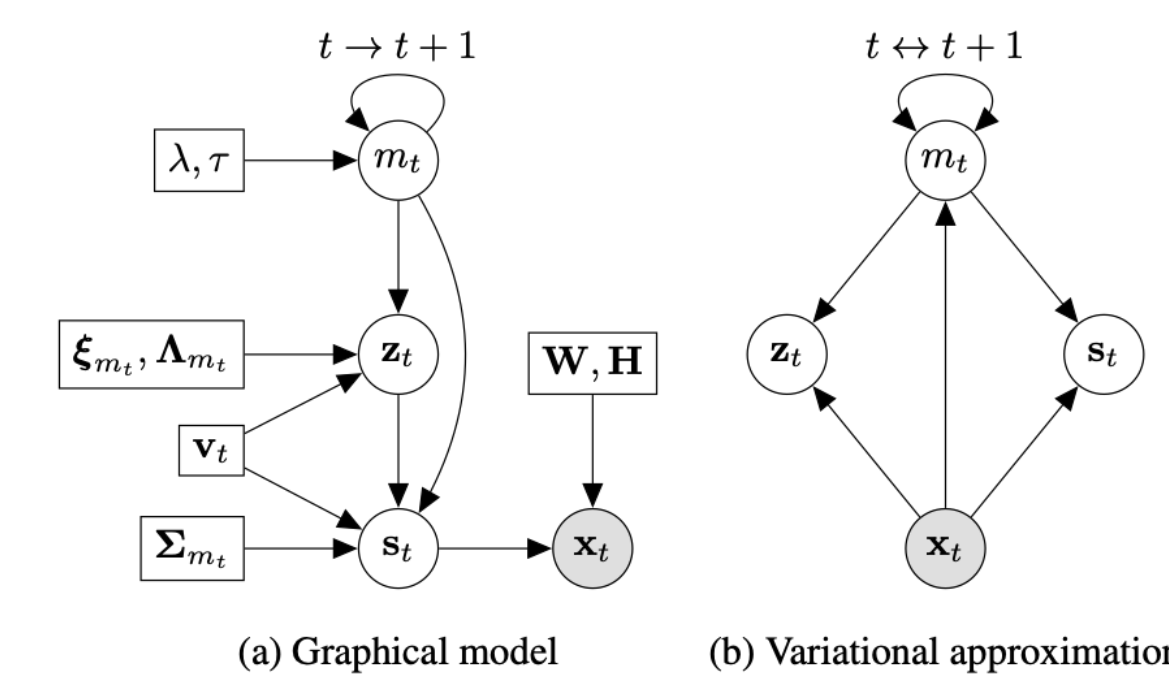 t → t + 1
λ, τ
m_t
ξ_{m_t}, Λ_{m_t}
z_t
v_t
Σ_{m_t}
s_t
W, H
x_t
(a) Graphical model
t ↔ t + 1
m_t
z_t
s_t
x_t
(b) Variational approximation